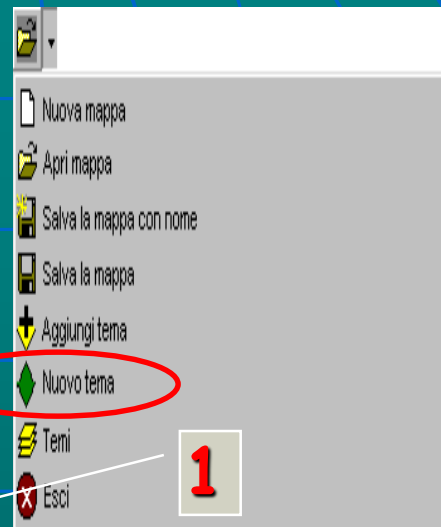 Nuova mappa
Apri mappa
Salva la mappa con nome
Salva la mappa
Aggiungi tema
Nuovo tema
Temi
Esci
1